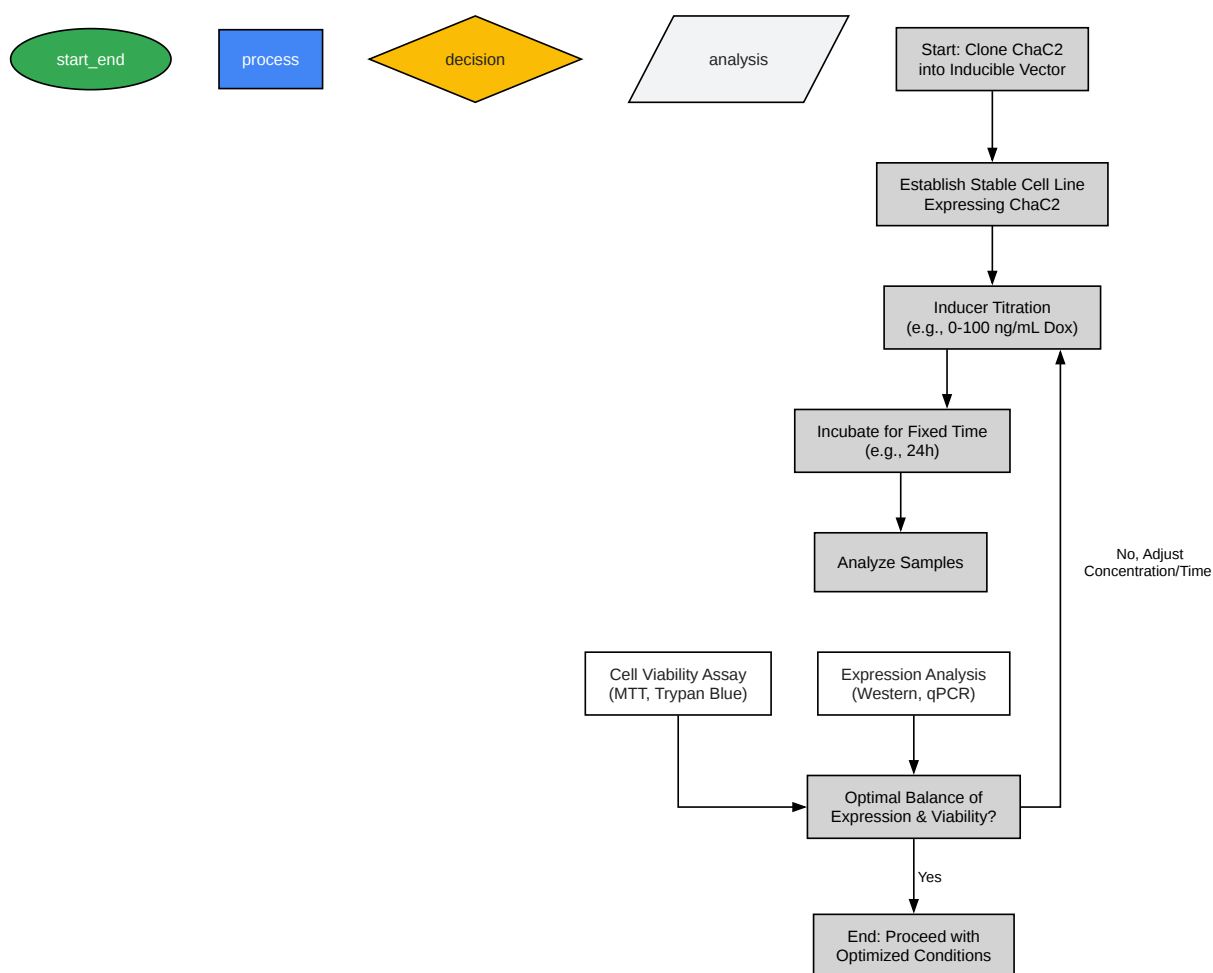 start_end
process
decision
analysis
Start: Clone ChaC2
into Inducible Vector
Establish Stable Cell Line
Expressing ChaC2
Inducer Titration
(e.g., 0-100 ng/mL Dox)
Incubate for Fixed Time
(e.g., 24h)
Analyze Samples
No, Adjust
Concentration/Time
Cell Viability Assay
(MTT, Trypan Blue)
Expression Analysis
(Western, qPCR)
Optimal Balance of
Expression & Viability?
Yes
End: Proceed with
Optimized Conditions